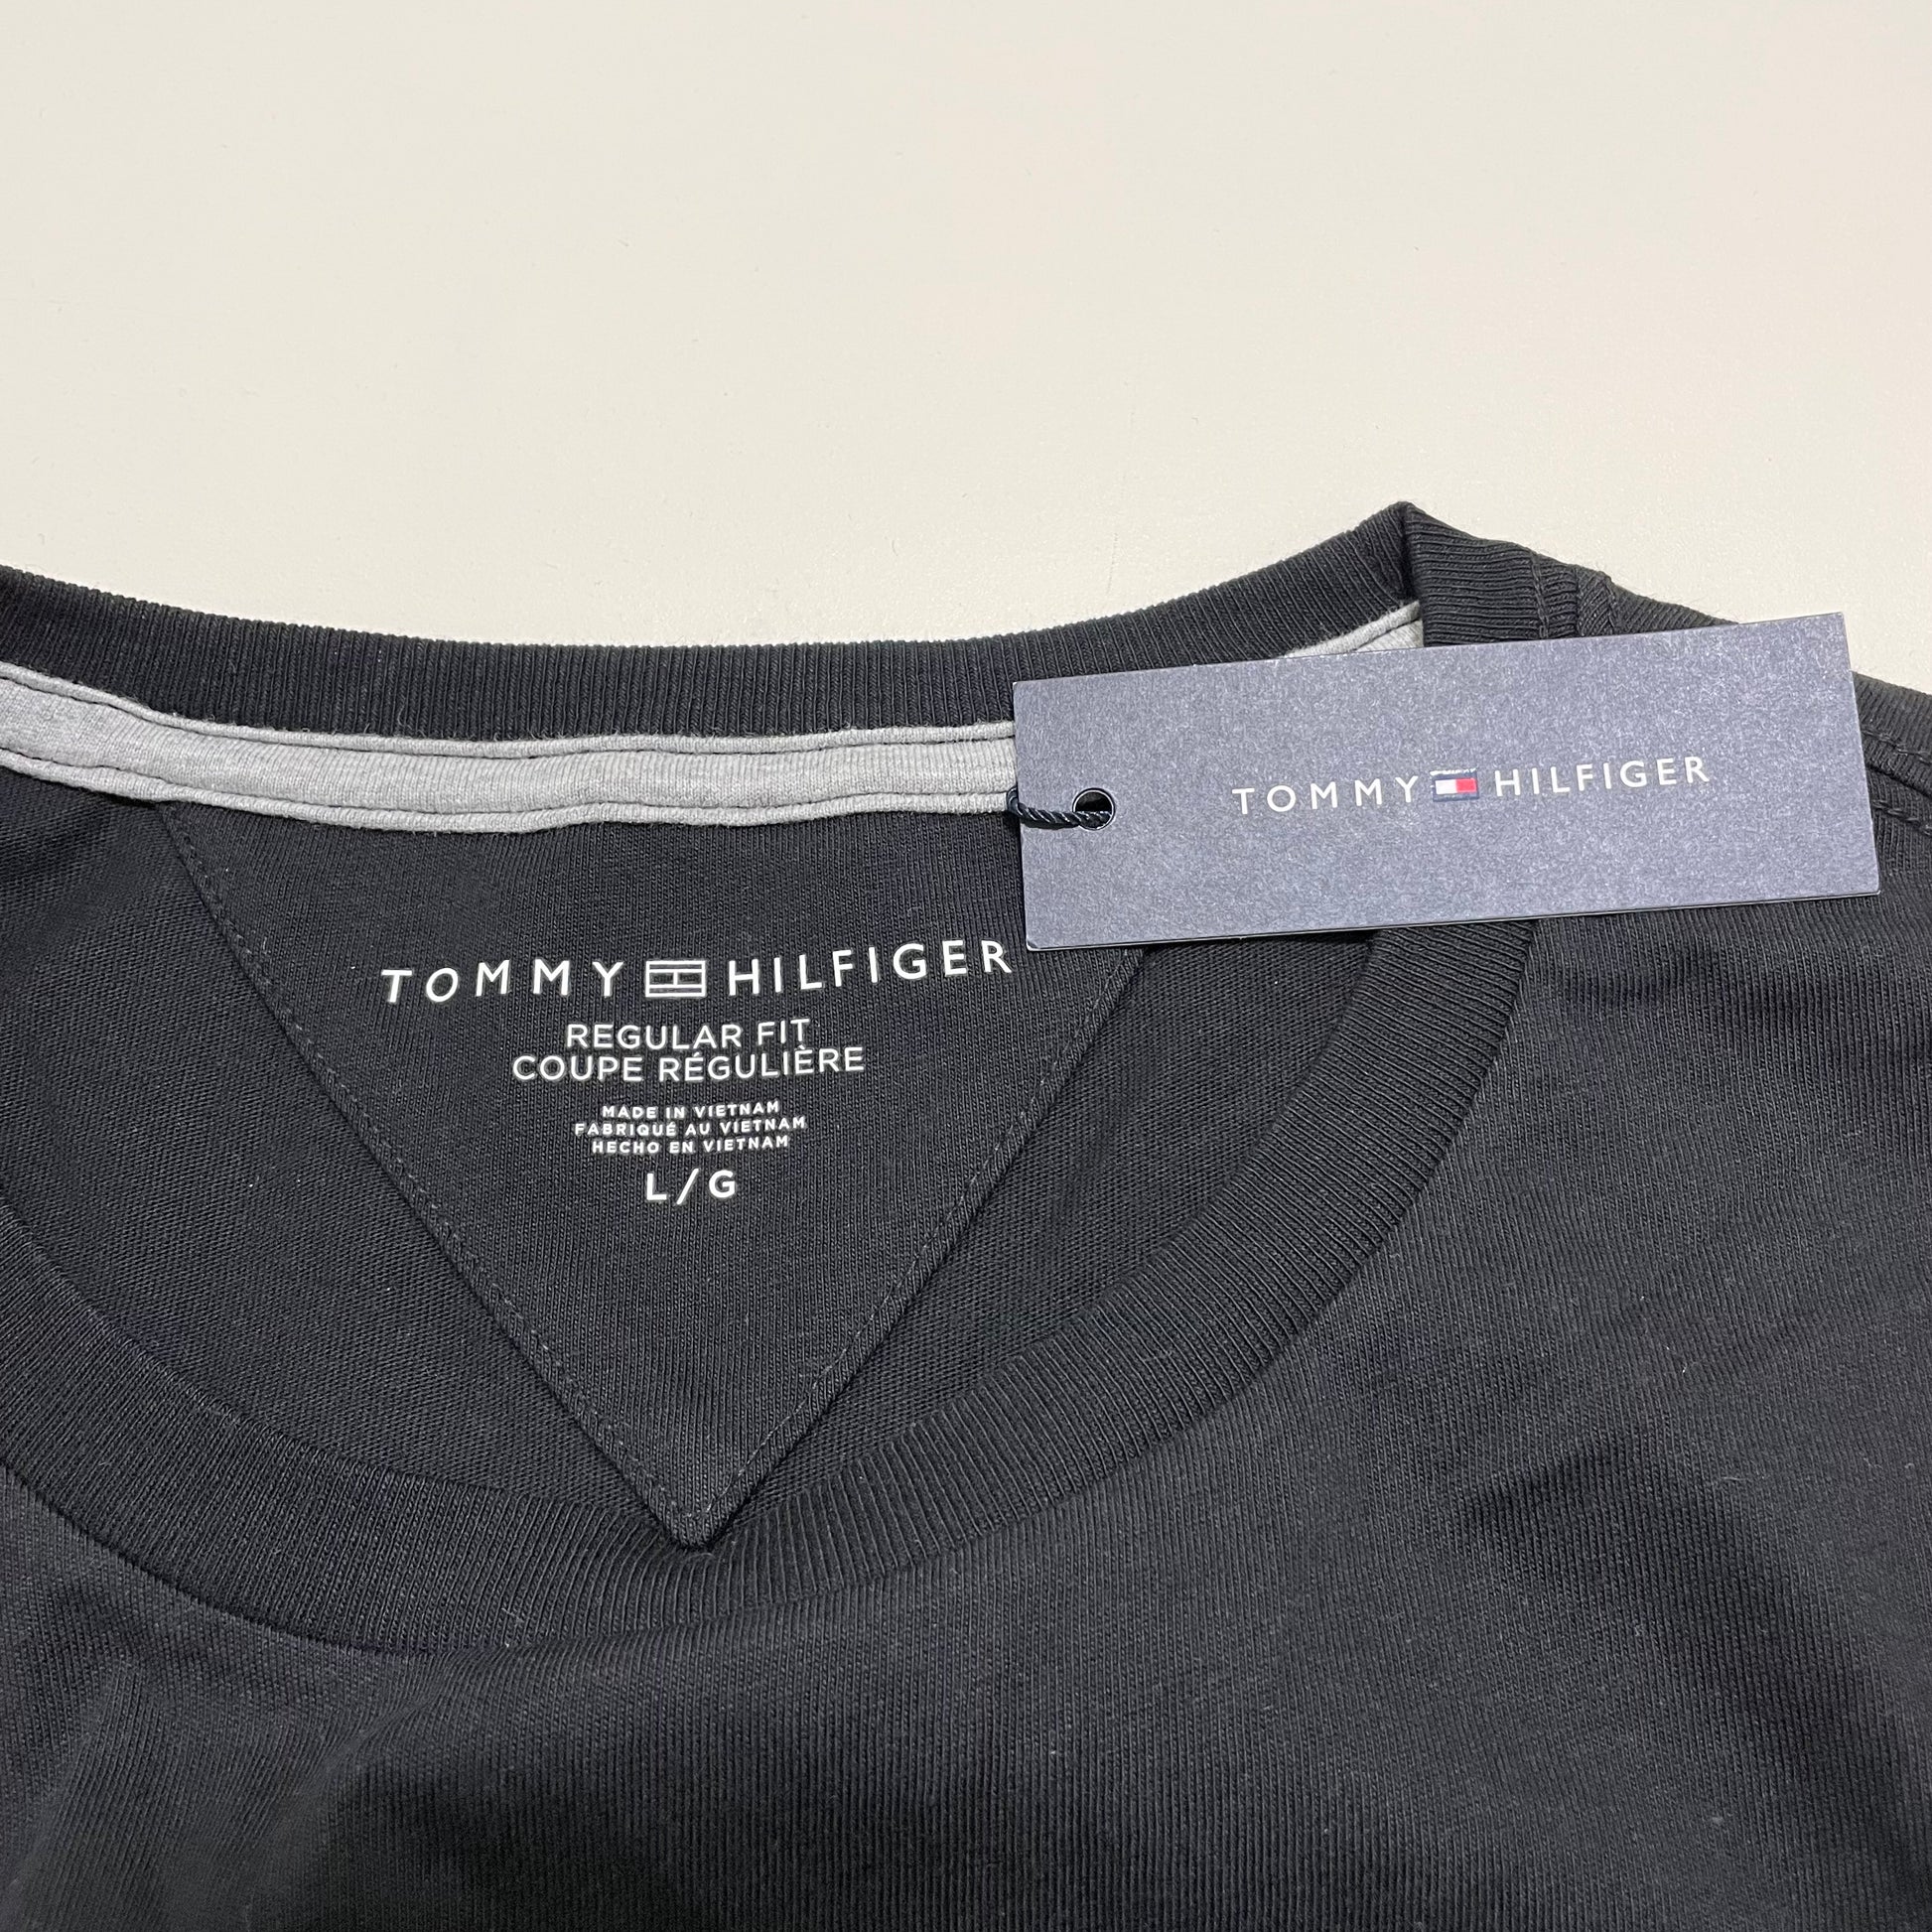 TOMMY HILFIGER
TOMMY HILFIGER
REGULAR FIT
COUPE RÉGULIÈRE
MADE IN VIETNAM
FABRIQUÉ AU VIETNAM
HECHO EN VIETNAM
L / G